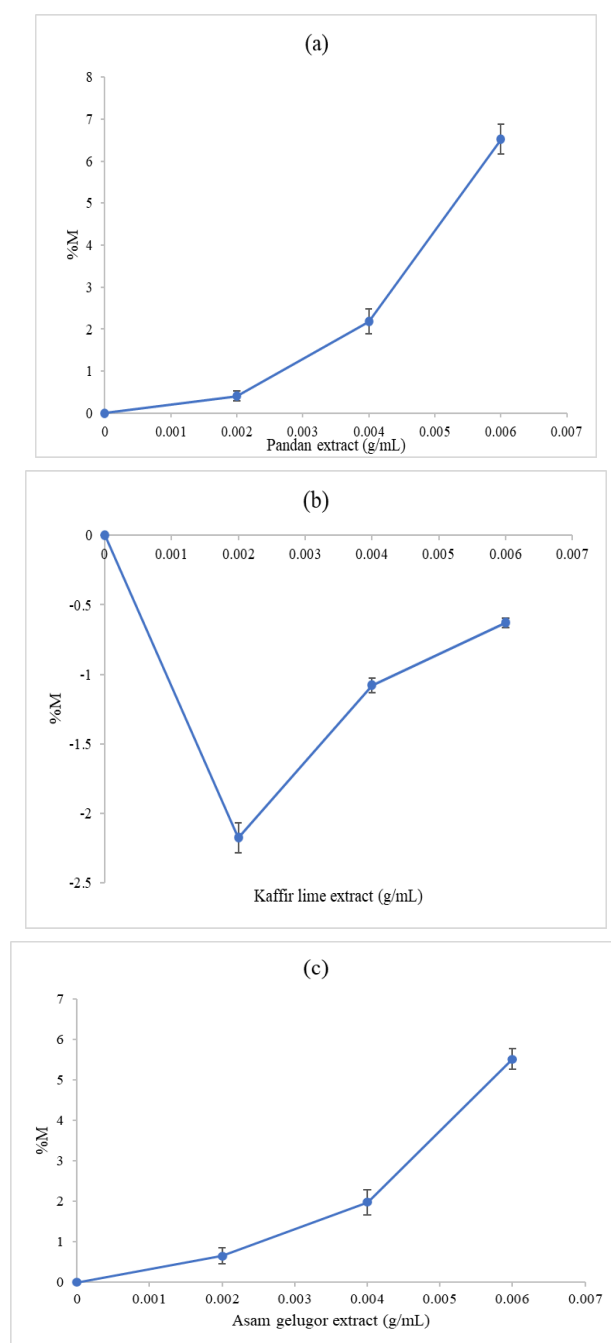 (a)
8
7
6
5
4
3
2
1
0
%M
0 0.001 0.002 0.003 0.004 0.005 0.006 0.007
Pandan extract (g/mL)
(b)
0
0 0.001 0.002 0.003 0.004 0.005 0.006 0.007
-0.5
-1
-1.5
-2
-2.5
%M
Kaffir lime extract (g/mL)
(c)
7
6
5
4
3
2
1
0
%M
0 0.001 0.002 0.003 0.004 0.005 0.006 0.007
Asam gelugor extract (g/mL)